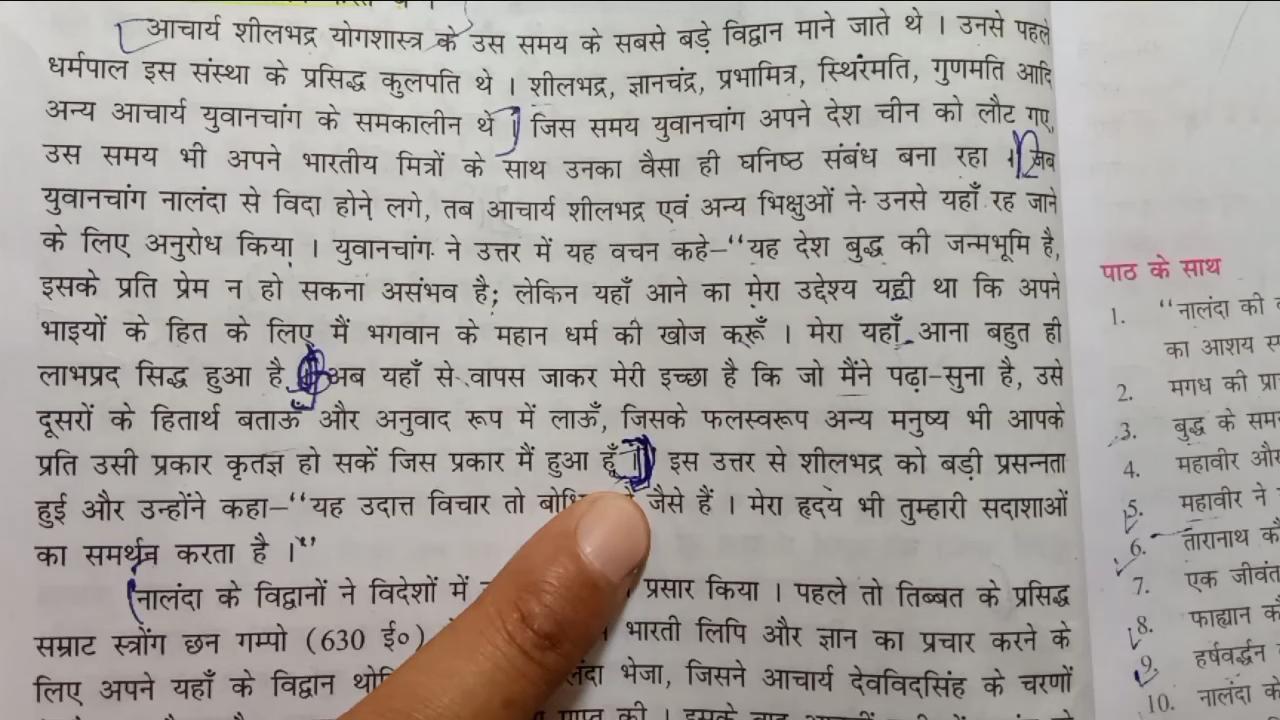 आचार्य शीलभद्र योगशास्त्र के उस समय के सबसे बड़े विद्वान माने जाते थे । उनसे पहले
धर्मपाल इस संस्था के प्रसिद्ध कुलपति थे । शीलभद्र, ज्ञानचंद्र, प्रभामित्र, स्थिरमति, गुणमति आदि
अन्य आचार्य युवानचांग के समकालीन थे । जिस समय युवानचांग अपने देश चीन को लौट गए,
उस समय भी अपने भारतीय मित्रों के साथ उनका वैसा ही घनिष्ठ संबंध बना रहा । जब
युवानचांग नालंदा से विदा होने लगे, तब आचार्य शीलभद्र एवं अन्य भिक्षुओं ने उनसे यहाँ रह जाने
के लिए अनुरोध किया । युवानचांग ने उत्तर में यह वचन कहे–“यह देश बुद्ध की जन्मभूमि है,
इसके प्रति प्रेम न हो सकना असंभव है; लेकिन यहाँ आने का मेरा उद्देश्य यही था कि अपने
भाइयों के हित के लिए मैं भगवान के महान धर्म की खोज करूँ । मेरा यहाँ आना बहुत ही
लाभप्रद सिद्ध हुआ है । अब यहाँ से वापस जाकर मेरी इच्छा है कि जो मैंने पढ़ा-सुना है, उसे
दूसरों के हितार्थ बताऊँ और अनुवाद रूप में लाऊँ, जिसके फलस्वरूप अन्य मनुष्य भी आपके
प्रति उसी प्रकार कृतज्ञ हो सकें जिस प्रकार मैं हुआ हूँ । इस उत्तर से शीलभद्र को बड़ी प्रसन्नता
हुई और उन्होंने कहा–“यह उदात्त विचार तो जैसे हैं । मेरा हृदय भी तुम्हारी सदाशाओं
का समर्थन करता है ।”
नालंदा के विद्वानों ने विदेशों में प्रसार किया । पहले तो तिब्बत के प्रसिद्ध
सम्राट स्त्रोंग छन गम्पो (630 ई०) भारती लिपि और ज्ञान का प्रचार करने के
लिए अपने यहाँ के विद्वान भेजा, जिसने आचार्य देवविदसिंह के चरणों
पाठ के साथ
1. “नालंदा की
का आशय
2. मगध की
3. बुद्ध के
4. महावीर और
5. महावीर ने
6. तारानाथ
7. एक जीवंत
8. फाह्यान
9. हर्षवर्द्धन
10. नालंदा